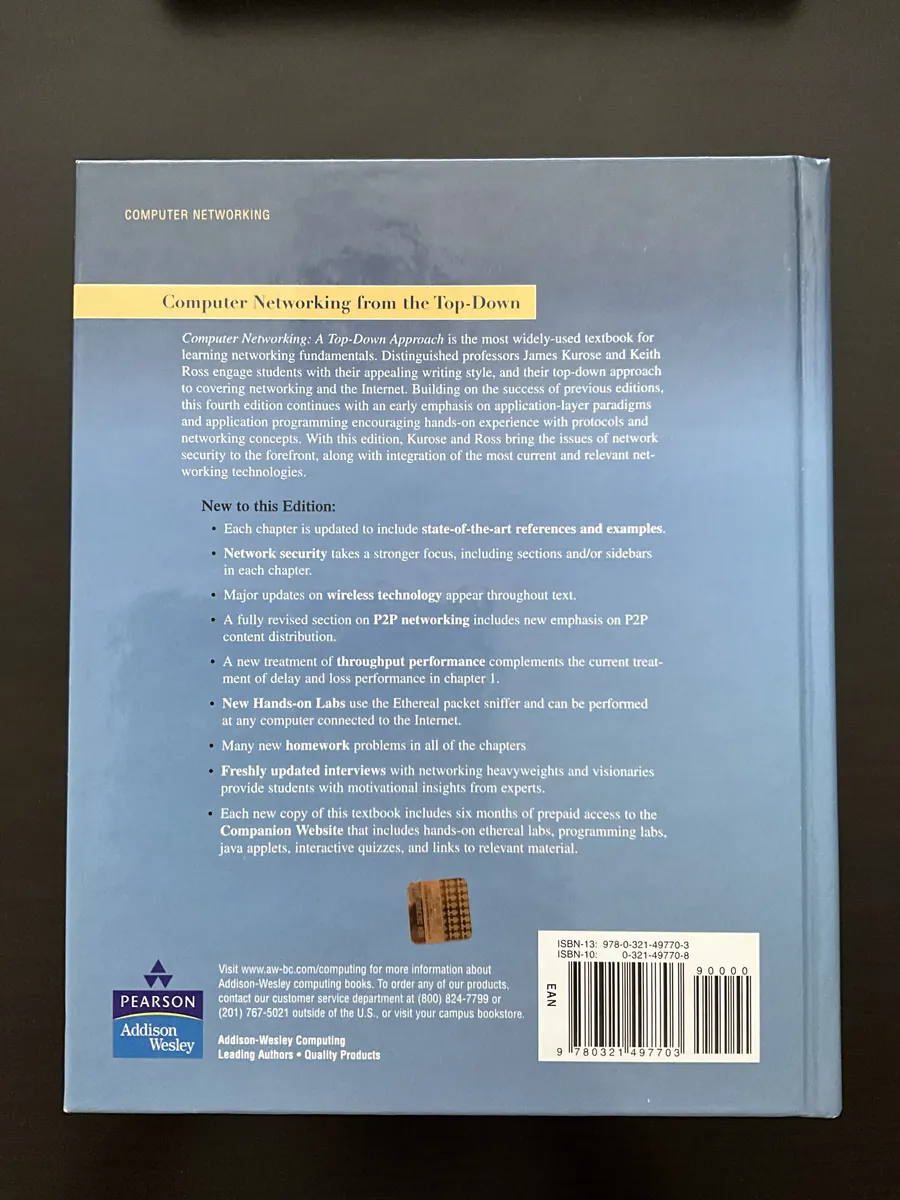 COMPUTER NETWORKING
Computer Networking from the Top-Down
Computer Networking: A Top-Down Approach is the most widely-used textbook for
learning networking fundamentals. Distinguished professors James Kurose and Keith
Ross engage students with their appealing writing style, and their top-down approach
to covering networking and the Internet. Building on the success of previous editions,
this fourth edition continues with an early emphasis on application-layer paradigms
and application programming encouraging hands-on experience with protocols and
networking concepts. With this edition, Kurose and Ross bring the issues of network
security to the forefront, along with integration of the most current and relevant net-
working technologies.
New to this Edition:
• Each chapter is updated to include state-of-the-art references and examples.
• Network security takes a stronger focus, including sections and/or sidebars
in each chapter.
• Major updates on wireless technology appear throughout text.
• A fully revised section on P2P networking includes new emphasis on P2P
content distribution.
• A new treatment of throughput performance complements the current treat-
ment of delay and loss performance in chapter 1.
• New Hands-on Labs use the Ethereal packet sniffer and can be performed
at any computer connected to the Internet.
• Many new homework problems in all of the chapters
• Freshly updated interviews with networking heavyweights and visionaries
provide students with motivational insights from experts.
• Each new copy of this textbook includes six months of prepaid access to the
Companion Website that includes hands-on ethereal labs, programming labs,
java applets, interactive quizzes, and links to relevant material.
PEARSON
Addison
Wesley
Visit www.aw-bc.com/computing for more information about
Addison-Wesley computing books. To order any of our products,
contact our customer service department at (800) 824-7799 or
(201) 767-5021 outside of the U.S., or visit your campus bookstore.
Addison-Wesley Computing
Leading Authors • Quality Products
ISBN-13: 978-0-321-49770-3
ISBN-10: 0-321-49770-8
90000
EAN
9 780321 497703